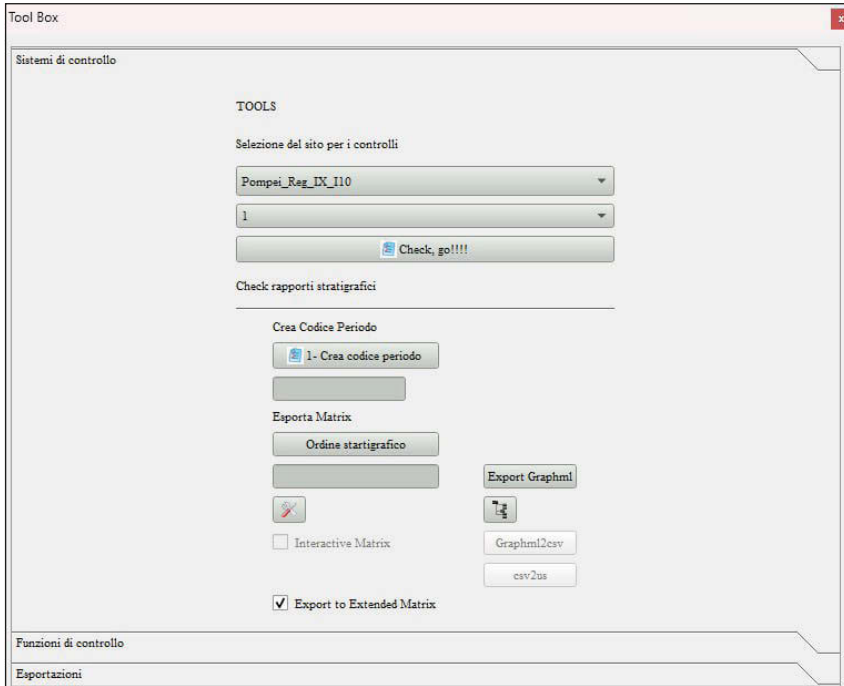 Tool Box
x
Sistemi di controllo
TOOLS
Selezione del sito per i controlli
Pompei_Reg_IX_I10
1
Check, go!!!!
Check rapporti stratigrafici
Crea Codice Periodo
1- Crea codice periodo
Esporta Matrix
Ordine startigrafico
Export Graphml
Interactive Matrix
Graphml2csv
csv2us
Export to Extended Matrix
Funzioni di controllo
Esportazioni